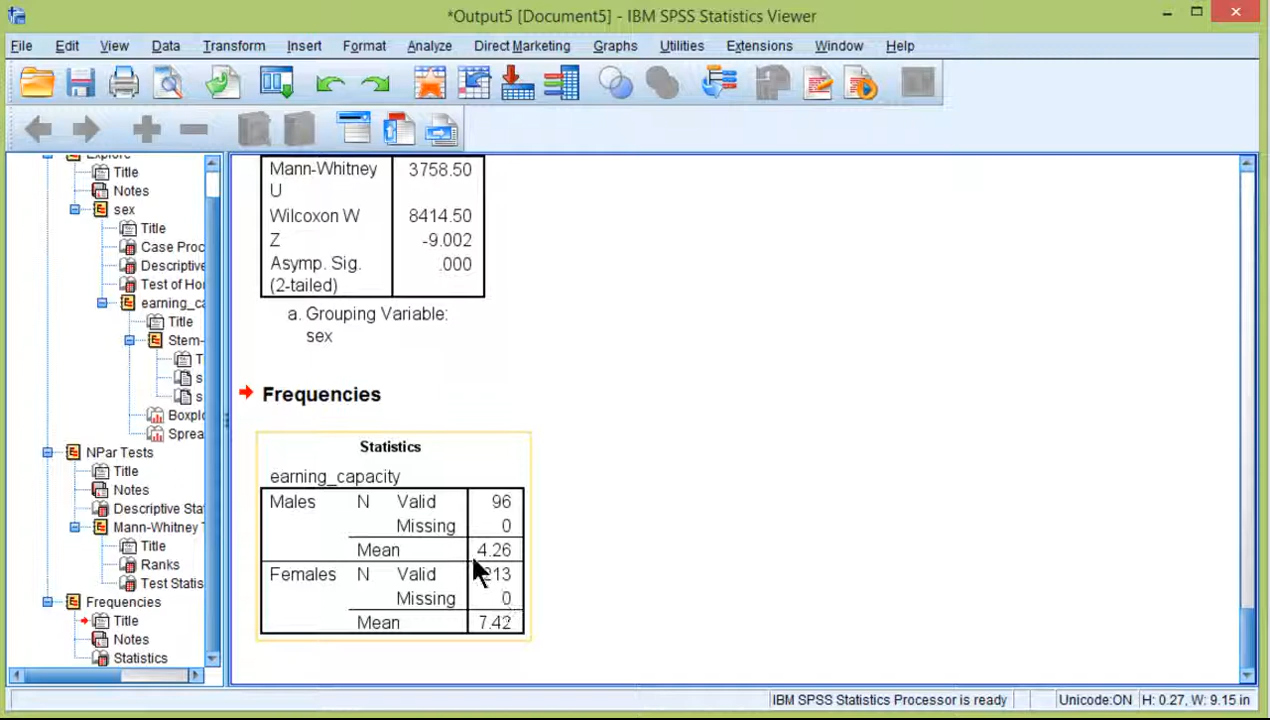 *Output5 [Document5] - IBM SPSS Statistics Viewer
File Edit View Data Transform Insert Format Analyze Direct Marketing Graphs Utilities Extensions Window Help
Explore
Title
Notes
sex
Title
Case Proc
Descriptive
Test of Ho
earning_ca
Title
Stem-
T
s
s
Boxplo
Sprea
NPar Tests
Title
Notes
Descriptive Sta
Mann-Whitney T
Title
Ranks
Test Statis
Frequencies
Title
Notes
Statistics
Mann-Whitney 3758.50
U
Wilcoxon W 8414.50
Z -9.002
Asymp. Sig. .000
(2-tailed)
a. Grouping Variable:
sex
Frequencies
Statistics
earning_capacity
Males N Valid 96
Missing 0
Mean 4.26
Females N Valid 213
Missing 0
Mean 7.42
IBM SPSS Statistics Processor is ready Unicode:ON H: 0.27, W: 9.15 in